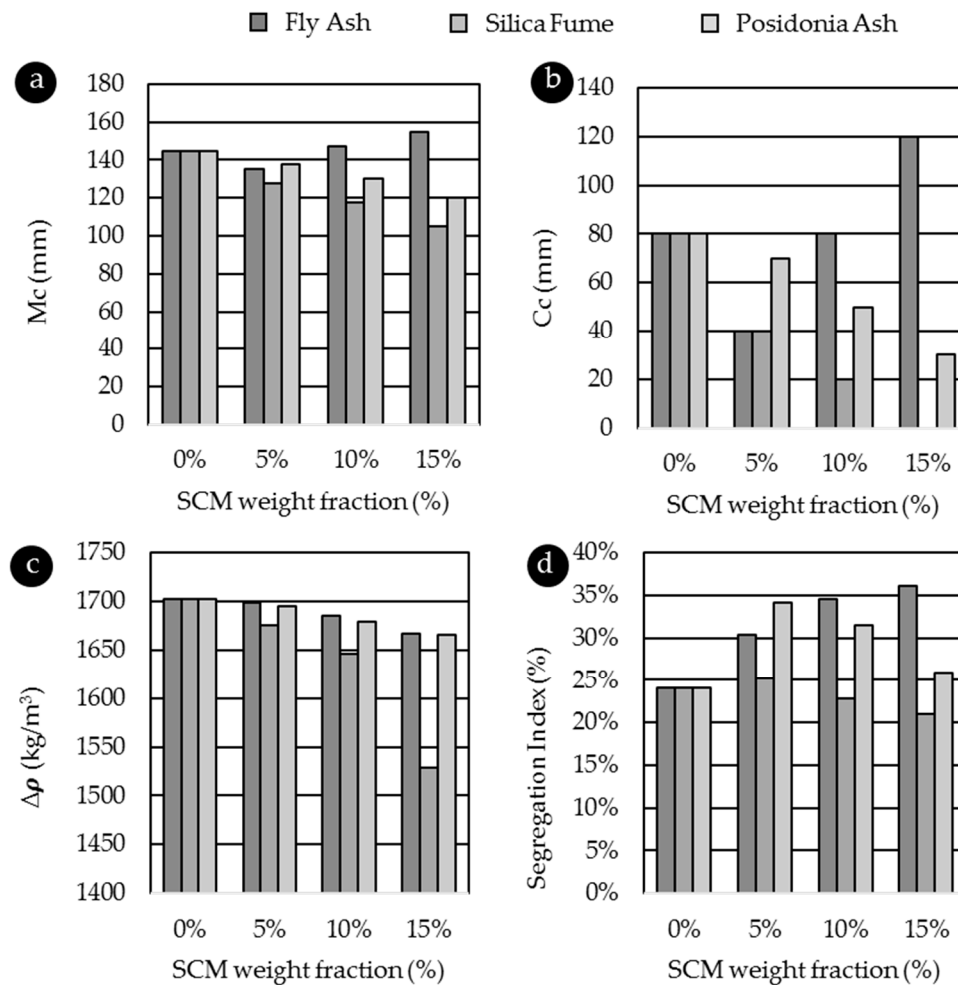 Fly Ash Silica Fume Posidonia Ash
a
180
160
140
120
100
80
60
40
20
0
Mc (mm)
0% 5% 10% 15%
SCM weight fraction (%)
b
140
120
100
80
60
40
20
0
Cc (mm)
0% 5% 10% 15%
SCM weight fraction (%)
c
1750
1700
1650
1600
1550
1500
1450
1400
Δρ (kg/m³)
0% 5% 10% 15%
SCM weight fraction (%)
d
40%
35%
30%
25%
20%
15%
10%
5%
0%
Segregation Index (%)
0% 5% 10% 15%
SCM weight fraction (%)